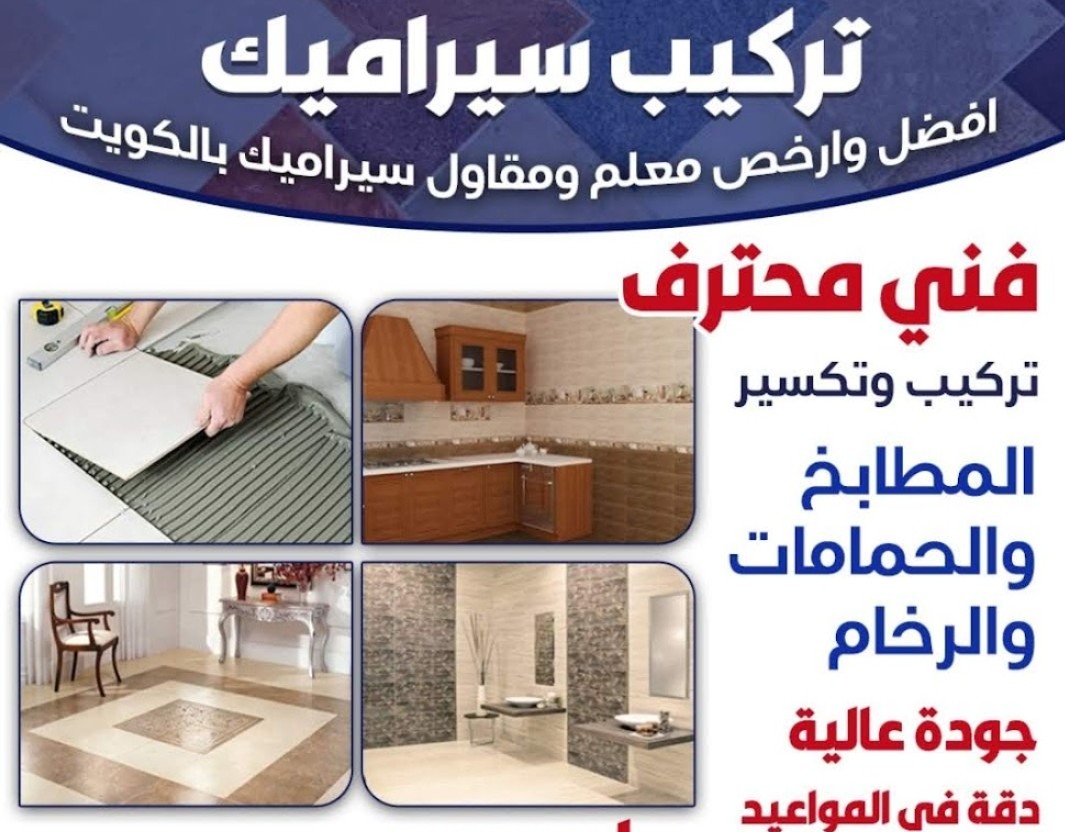 تركيب سيراميك
افضل وارخص معلم ومقاول سيراميك بالكويت
فني محترف
تركيب وتكسير
المطابخ
والحمامات
والرخام
جودة عالية
دقة في المواعيد